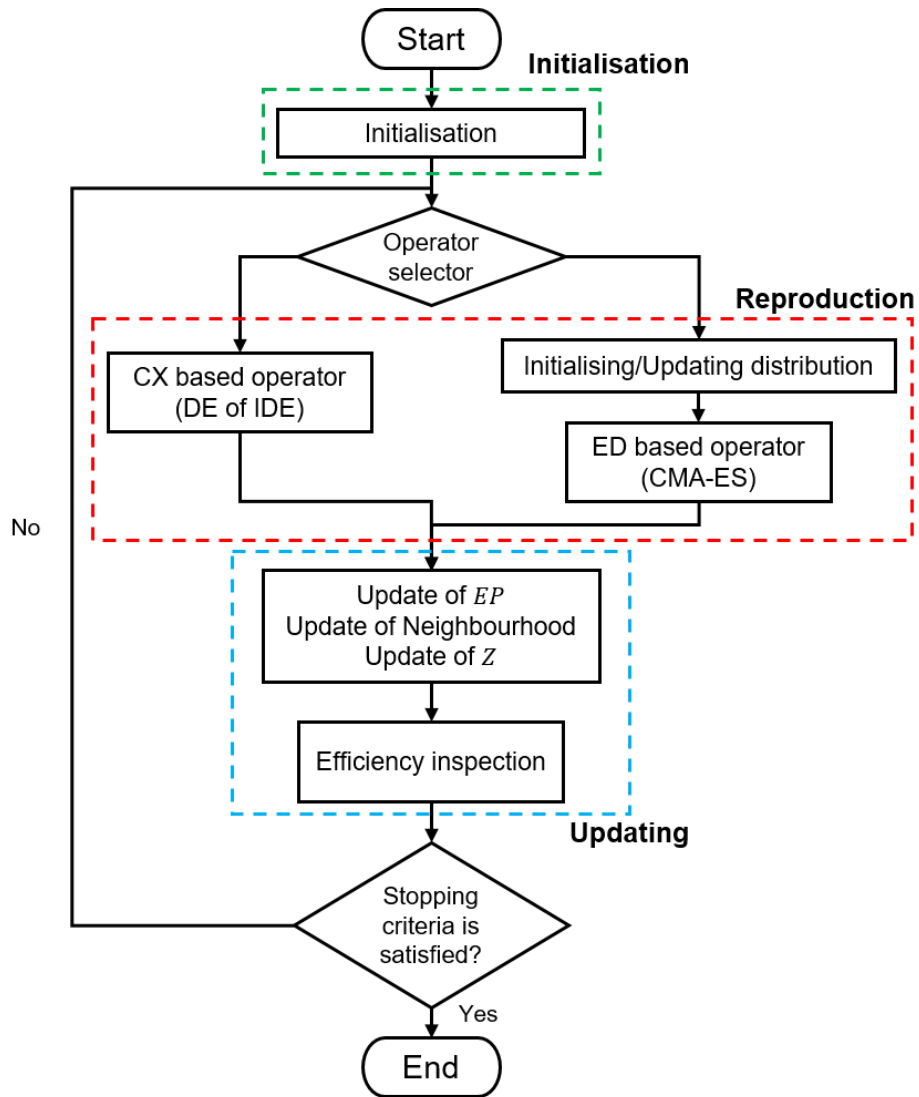 Start
Initialisation
Initialisation
Operator
selector
Reproduction
CX based operator
(DE of IDE)
Initialising/Updating distribution
ED based operator
(CMA-ES)
No
Update of EP
Update of Neighbourhood
Update of Z
Efficiency inspection
Updating
Stopping
criteria is
satisfied?
Yes
End